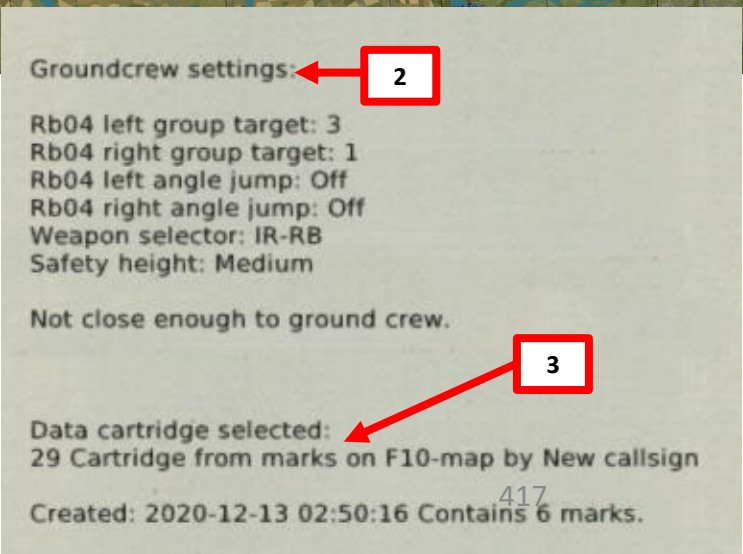 Groundcrew settings:
2
Rb04 left group target: 3
Rb04 right group target: 1
Rb04 left angle jump: Off
Rb04 right angle jump: Off
Weapon selector: IR-RB
Safety height: Medium
Not close enough to ground crew.
3
Data cartridge selected:
29 Cartridge from marks on F10-map by New callsign
417
Created: 2020-12-13 02:50:16 Contains 6 marks.